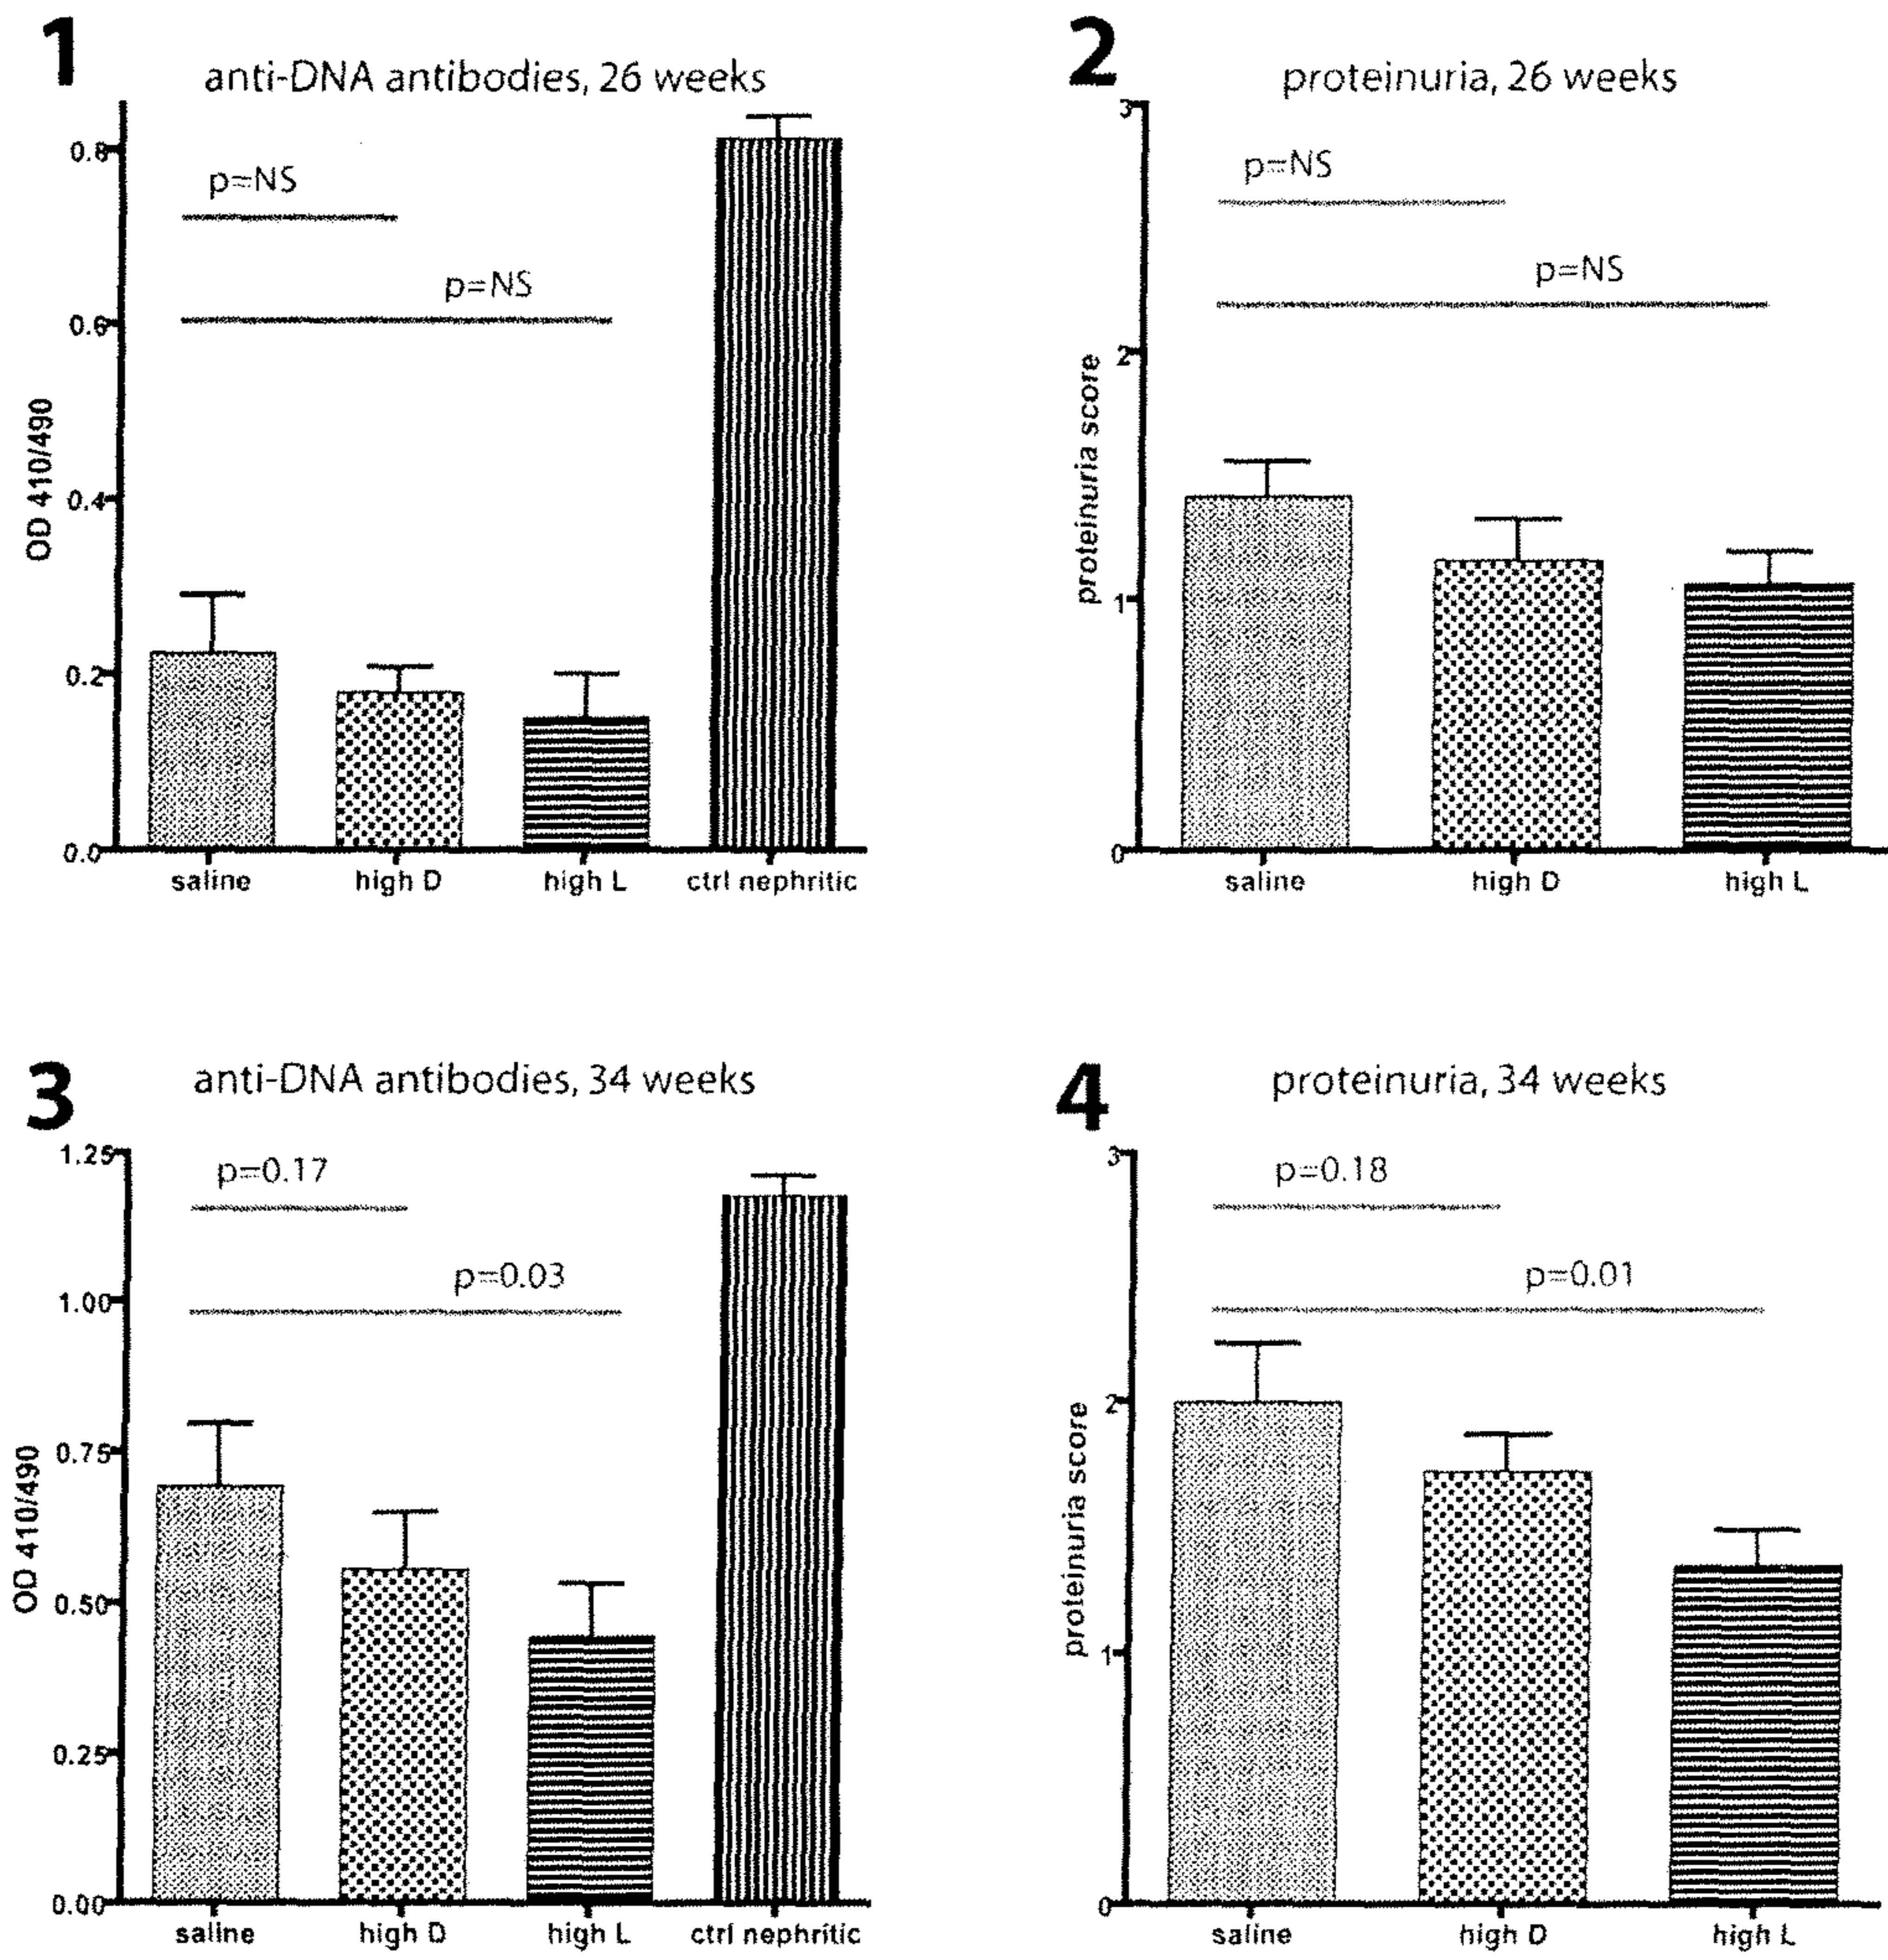 1
anti-DNA antibodies, 26 weeks
OD 410/490
0.8
0.6
0.4
0.2
0.0
p=NS
p=NS
saline high D high L ctrl nephritic
2
proteinuria, 26 weeks
proteinuria score
3
2
1
0
p=NS
p=NS
saline high D high L
3
anti-DNA antibodies, 34 weeks
OD 410/490
1.25
1.00
0.75
0.50
0.25
0.00
p=0.17
p=0.03
saline high D high L ctrl nephritic
4
proteinuria, 34 weeks
proteinuria score
3
2
1
0
p=0.18
p=0.01
saline high D high L